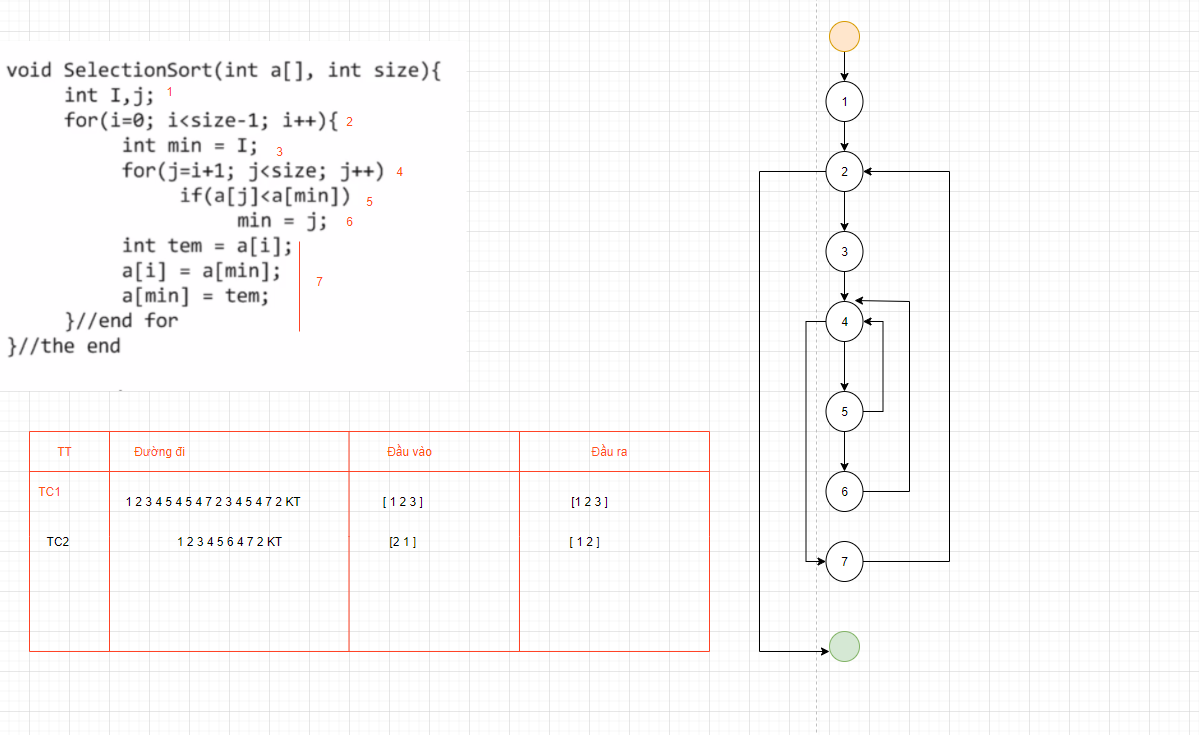 void SelectionSort(int a[], int size){
int I,j; 1
for(i=0; i<size-1; i++){ 2
int min = I; 3
for(j=i+1; j<size; j++) 4
if(a[j]<a[min]) 5
min = j; 6
int tem = a[i];
a[i] = a[min]; 7
a[min] = tem;
}//end for
}//the end
TT Đường đi Đầu vào Đầu ra
TC1 1 2 3 4 5 4 5 4 7 2 3 4 5 4 7 2 KT [ 1 2 3 ] [1 2 3 ]
TC2 1 2 3 4 5 6 4 7 2 KT [2 1 ] [ 1 2 ]
1
2
3
4
5
6
7